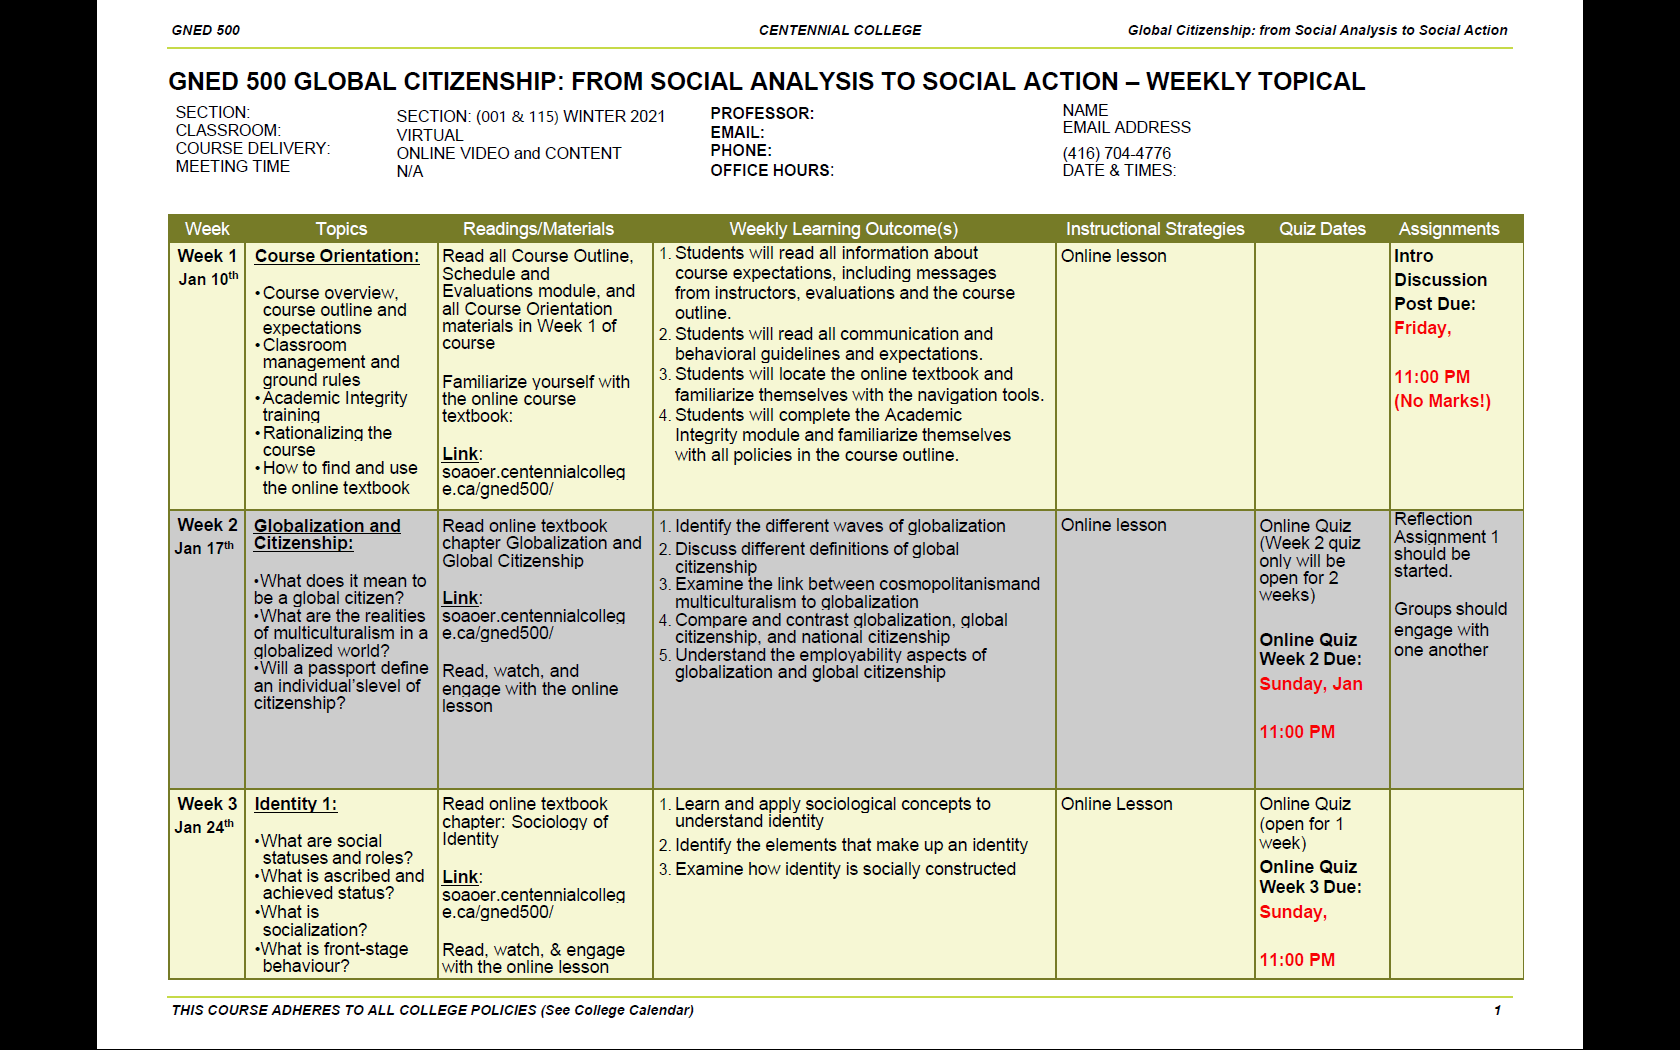 GNED 500 CENTENNIAL COLLEGE Global Citizenship: from Social Analysis to Social Action
GNED 500 GLOBAL CITIZENSHIP: FROM SOCIAL ANALYSIS TO SOCIAL ACTION – WEEKLY TOPICAL
SECTION:
CLASSROOM:
COURSE DELIVERY:
MEETING TIME
SECTION: (001 & 115) WINTER 2021
VIRTUAL
ONLINE VIDEO and CONTENT
N/A
PROFESSOR:
EMAIL:
PHONE:
OFFICE HOURS:
NAME
EMAIL ADDRESS
(416) 704-4776
DATE & TIMES:
Week Topics Readings/Materials Weekly Learning Outcome(s) Instructional Strategies Quiz Dates Assignments
Week 1
Jan 10th
Course Orientation:
•Course overview,
course outline and
expectations
•Classroom
management and
ground rules
•Academic Integrity
training
•Rationalizing the
course
•How to find and use
the online textbook
Read all Course Outline,
Schedule and
Evaluations module, and
all Course Orientation
materials in Week 1 of
course
Familiarize yourself with
the online course
textbook:
Link:
soaoer.centennialcolleg
e.ca/gned500/
1. Students will read all information about
course expectations, including messages
from instructors, evaluations and the course
outline.
2. Students will read all communication and
behavioral guidelines and expectations.
3. Students will locate the online textbook and
familiarize themselves with the navigation tools.
4. Students will complete the Academic
Integrity module and familiarize themselves
with all policies in the course outline.
Online lesson
Intro
Discussion
Post Due:
Friday,
11:00 PM
(No Marks!)
Week 2
Jan 17th
Globalization and
Citizenship:
•What does it mean to
be a global citizen?
•What are the realities
of multiculturalism in a
globalized world?
•Will a passport define
an individual'slevel of
citizenship?
Read online textbook
chapter Globalization and
Global Citizenship
Link:
soaoer.centennialcolleg
e.ca/gned500/
Read, watch, and
engage with the online
lesson
1. Identify the different waves of globalization
2. Discuss different definitions of global
citizenship
3. Examine the link between cosmopolitanismand
multiculturalism to globalization
4. Compare and contrast globalization, global
citizenship, and national citizenship
5. Understand the employability aspects of
globalization and global citizenship
Online lesson
Online Quiz
(Week 2 quiz
only will be
open for 2
weeks)
Online Quiz
Week 2 Due:
Sunday, Jan
11:00 PM
Reflection
Assignment 1
should be
started.
Groups should
engage with
one another
Week 3
Jan 24th
Identity 1:
•What are social
statuses and roles?
•What is ascribed and
achieved status?
•What is
socialization?
•What is front-stage
behaviour?
Read online textbook
chapter: Sociology of
Identity
Link:
soaoer.centennialcolleg
e.ca/gned500/
Read, watch, & engage
with the online lesson
1. Learn and apply sociological concepts to
understand identity
2. Identify the elements that make up an identity
3. Examine how identity is socially constructed
Online Lesson
Online Quiz
(open for 1
week)
Online Quiz
Week 3 Due:
Sunday,
11:00 PM
THIS COURSE ADHERES TO ALL COLLEGE POLICIES (See College Calendar) 1